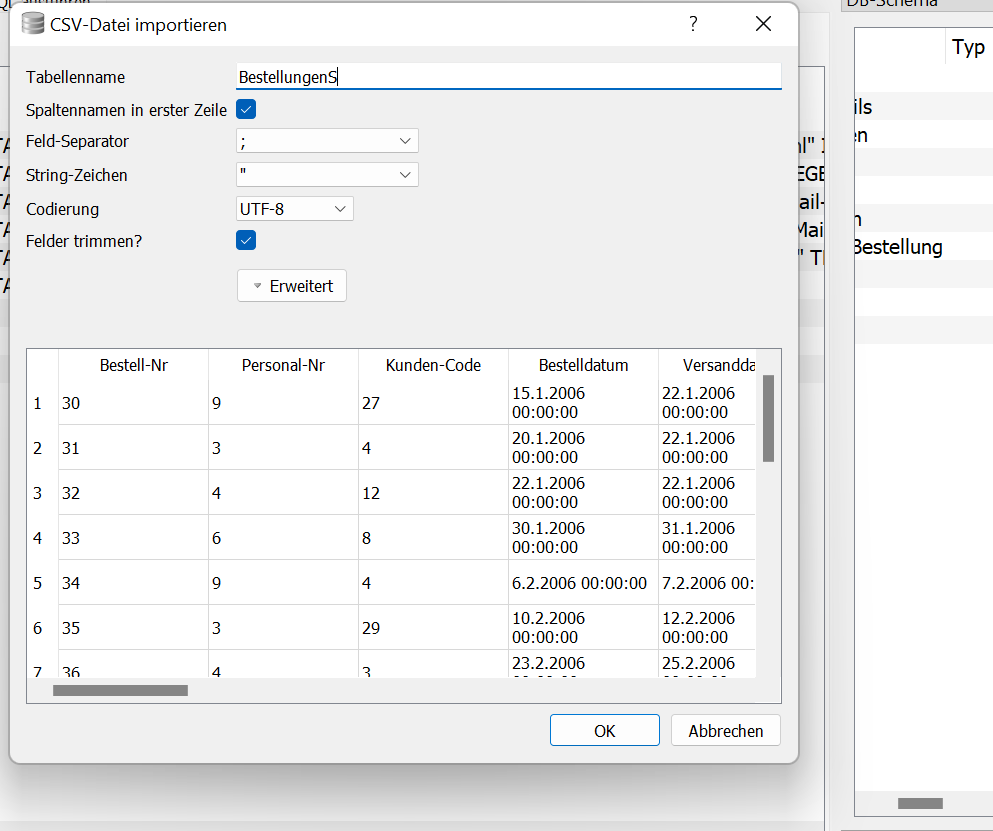 DB-Schema
CSV-Datei importieren
?
Typ
Tabellenname
BestellungenS
Spaltennamen in erster Zeile
ils
Feld-Separator
;
en
String-Zeichen
"
Codierung
UTF-8
Felder trimmen?
Bestellung
Erweitert
Bestell-Nr Personal-Nr Kunden-Code Bestelldatum Versandda
1 30 9 27 15.1.2006 00:00:00 22.1.2006 00:00:00
2 31 3 4 20.1.2006 00:00:00 22.1.2006 00:00:00
3 32 4 12 22.1.2006 00:00:00 22.1.2006 00:00:00
4 33 6 8 30.1.2006 00:00:00 31.1.2006 00:00:00
5 34 9 4 6.2.2006 00:00:00 7.2.2006 00:
6 35 3 29 10.2.2006 00:00:00 12.2.2006 00:00:00
7 36 4 3 23.2.2006 25.2.2006
OK
Abbrechen